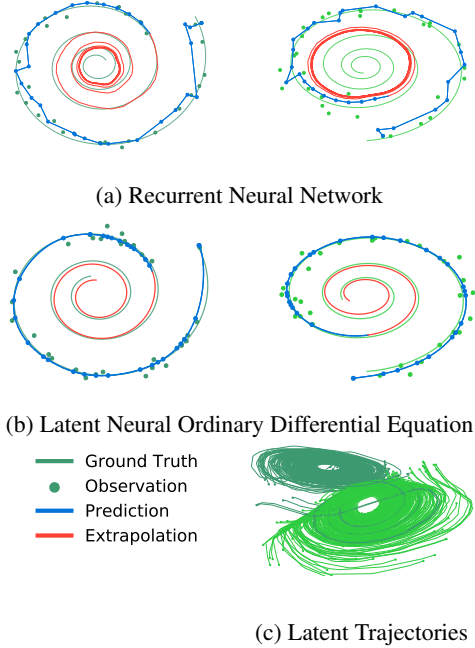 (a) Recurrent Neural Network
(b) Latent Neural Ordinary Differential Equation
Ground Truth
Observation
Prediction
Extrapolation
(c) Latent Trajectories